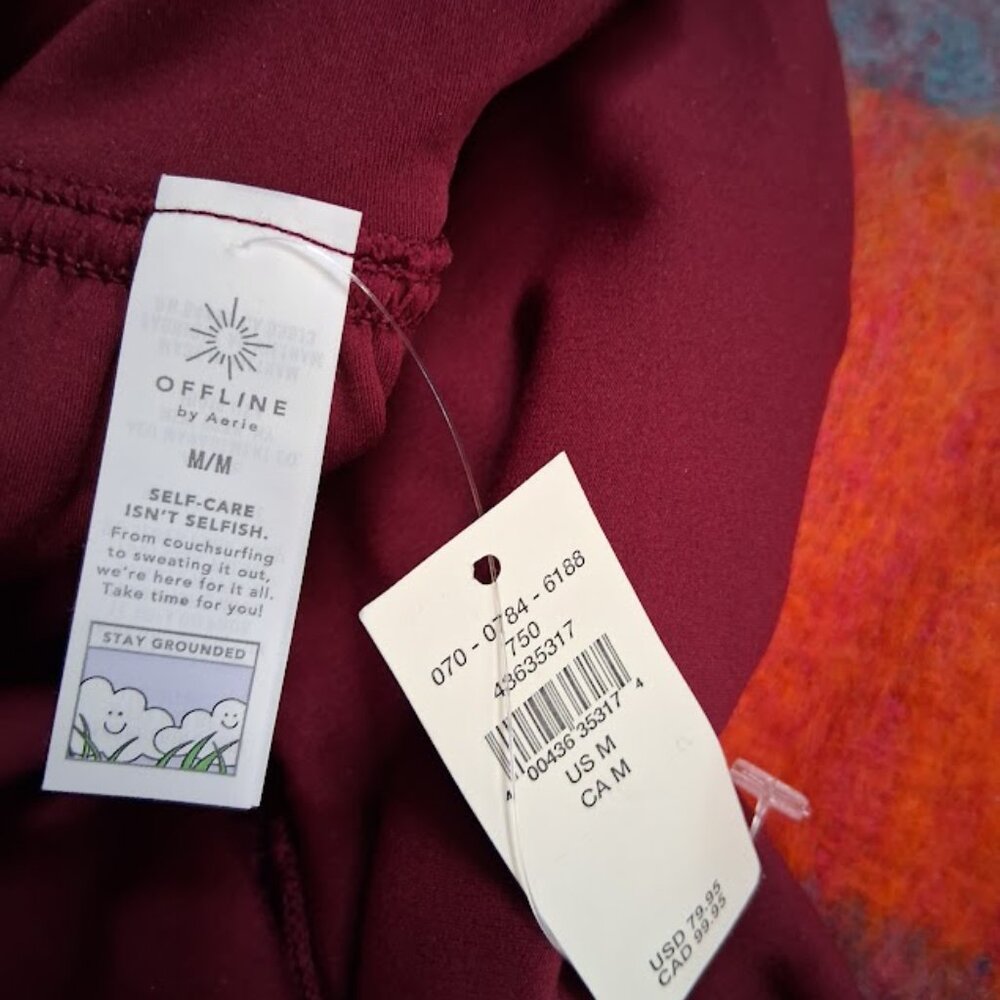 OFFLINE
by Aerie
M/M
SELF-CARE
ISN'T SELFISH.
From couchsurfing
to sweating it out,
we're here for it all.
Take time for you!
STAY GROUNDED
070 - 0784 - 6188
750
43635317
4 00436 35317 4
US M
CA M
USD 79.95
CAD 99.95